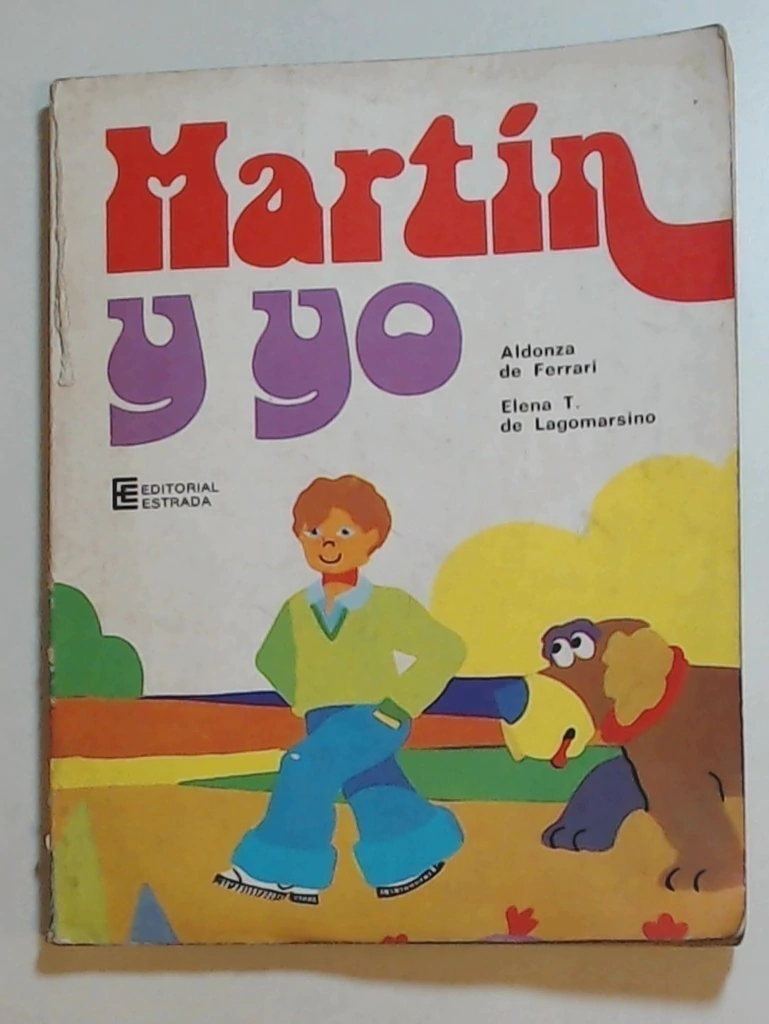 Martín
y yo
Aldonza
de Ferrari
Elena T.
de Lagomarsino
EDITORIAL
ESTRADA